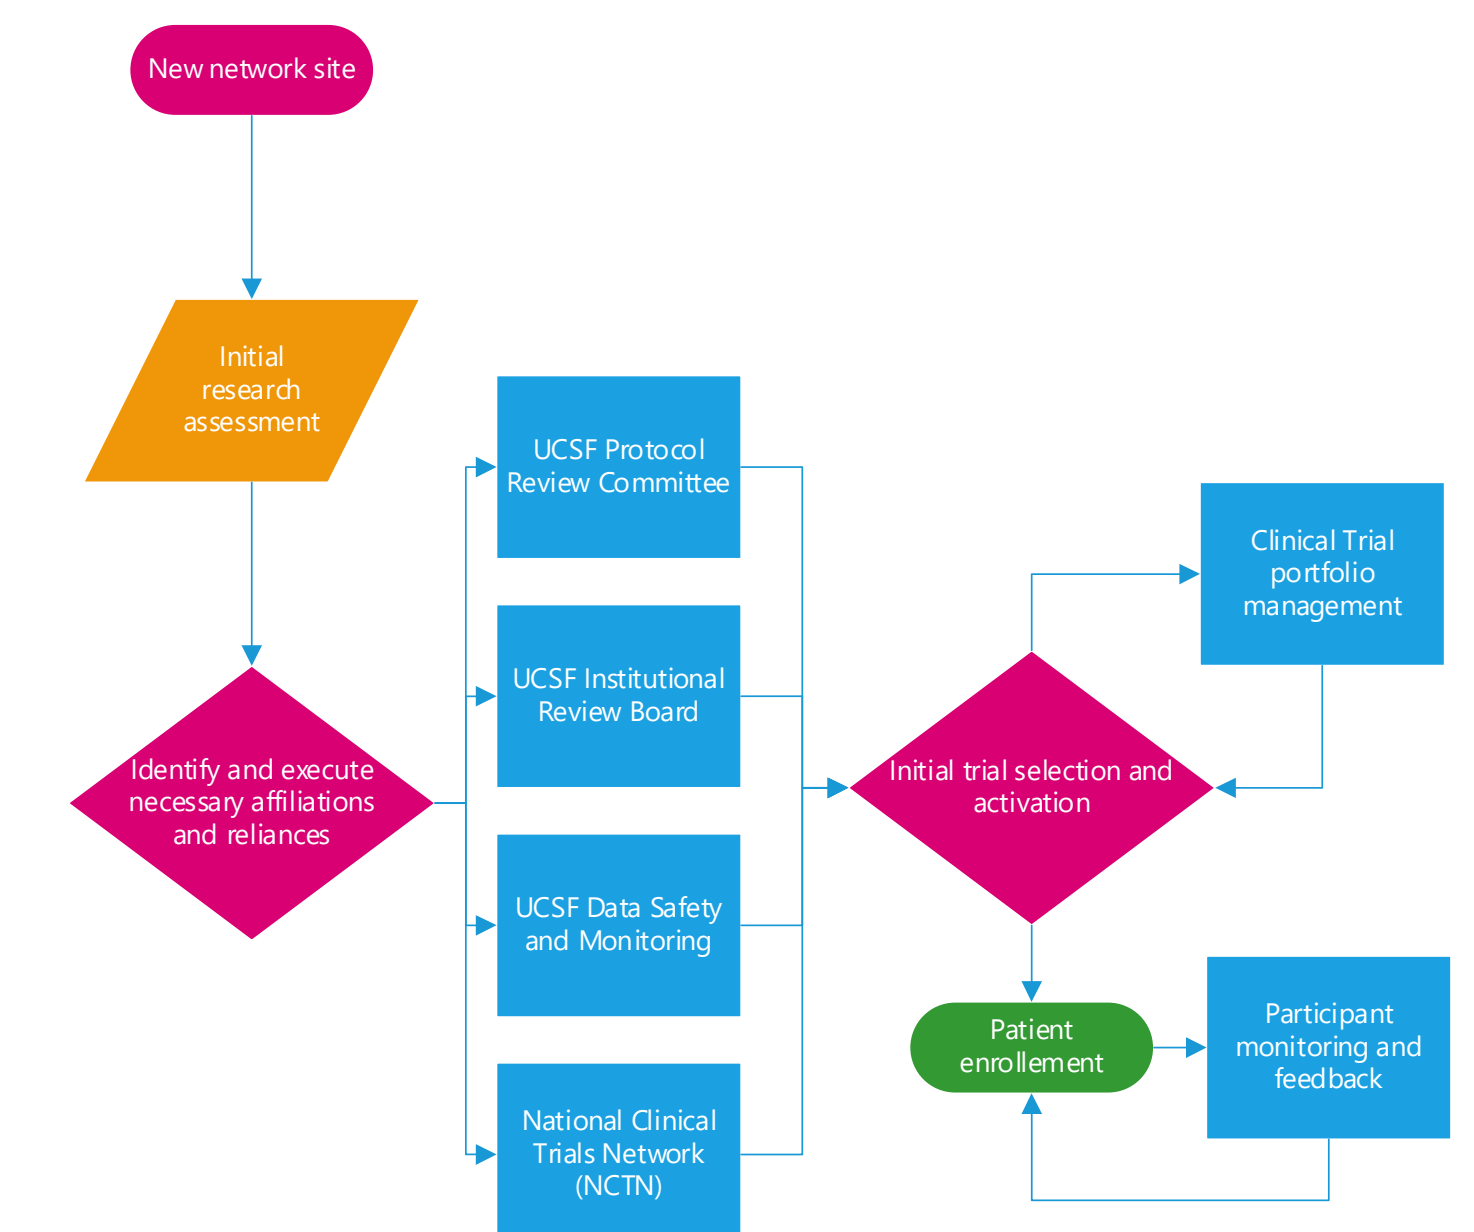 New network site
Initial
research
assessment
Identify and execute
necessary affiliations
and reliances
UCSF Protocol
Review Committee
UCSF Institutional
Review Board
UCSF Data Safety
and Monitoring
National Clinical
Trials Network
(NCTN)
Initial trial selection and
activation
Clinical Trial
portfolio
management
Patient
enrollement
Participant
monitoring and
feedback